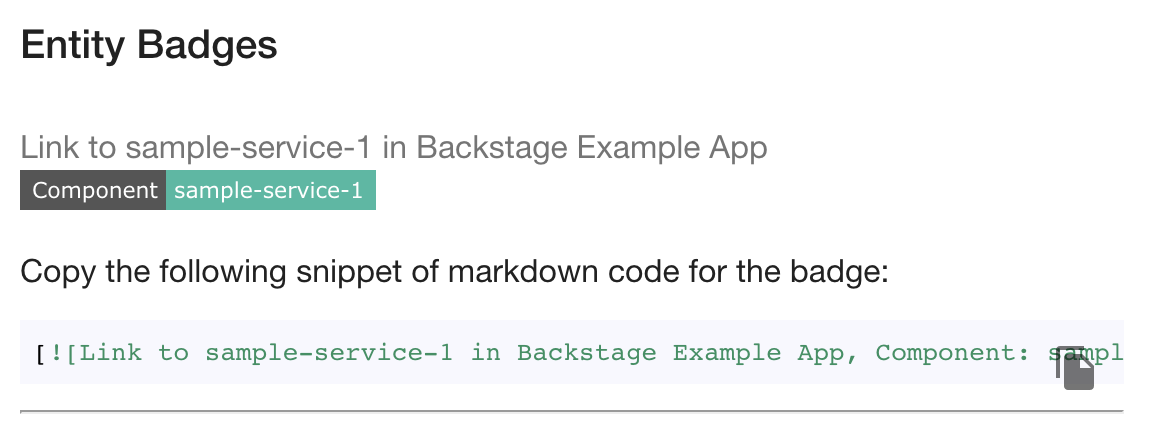 Entity Badges
Link to sample-service-1 in Backstage Example App
Component sample-service-1
Copy the following snippet of markdown code for the badge:
[![Link to sample-service-1 in Backstage Example App, Component: sampl